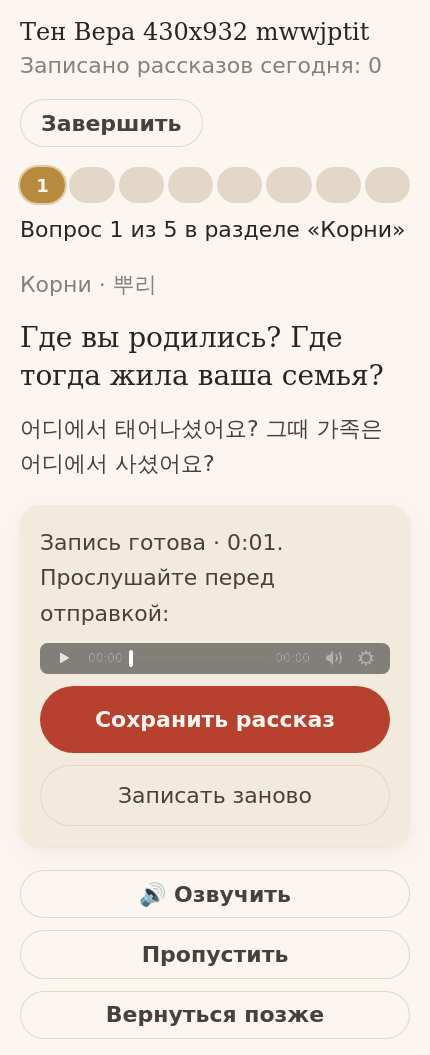 Тен Вера 430x932 mwwjptit
Записано рассказов сегодня: 0
Завершить
1
Вопрос 1 из 5 в разделе «Корни»
Корни · 뿌리
Где вы родились? Где
тогда жила ваша семья?
어디에서 태어나셨어요? 그때 가족은
어디에서 사셨어요?
Запись готова · 0:01.
Прослушайте перед
отправкой:
00:00 00:00
Сохранить рассказ
Записать заново
🔊 Озвучить
Пропустить
Вернуться позже